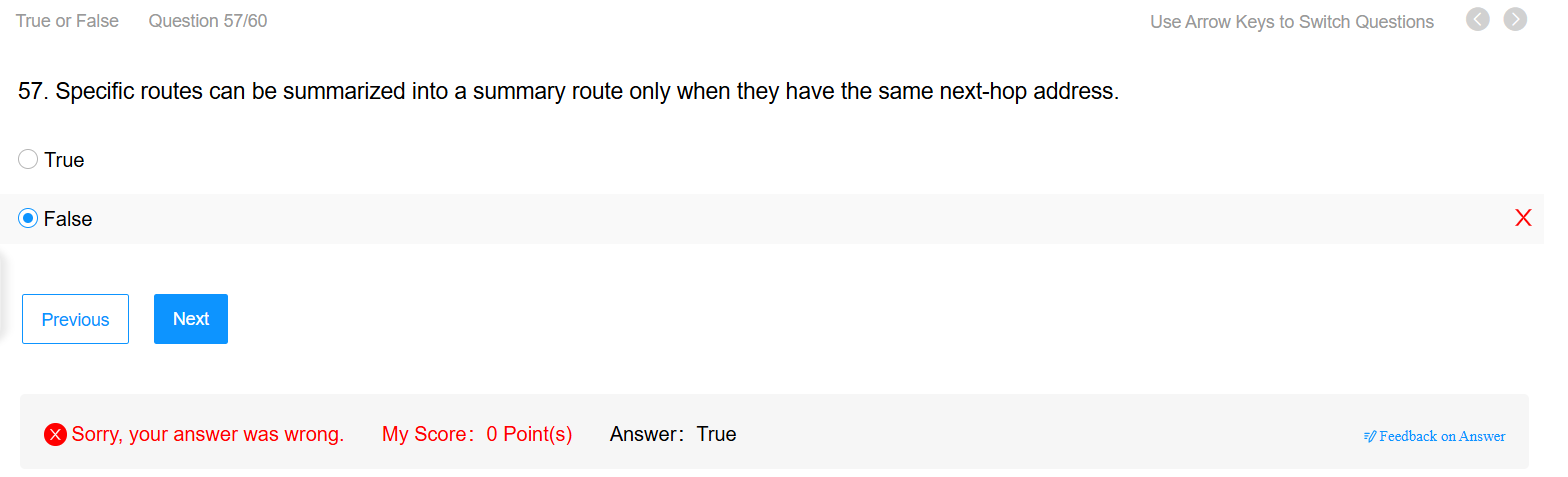 True or False Question 57/60 Use Arrow Keys to Switch Questions
57. Specific routes can be summarized into a summary route only when they have the same next-hop address.
True
False X
Previous Next
X Sorry, your answer was wrong. My Score: 0 Point(s) Answer: True Feedback on Answer